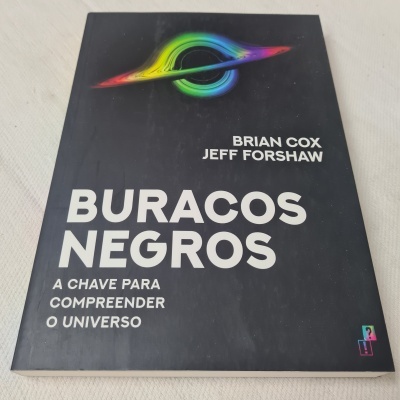 BRIAN COX
JEFF FORSHAW
BURACOS
NEGROS
A CHAVE PARA
COMPREENDER
O UNIVERSO